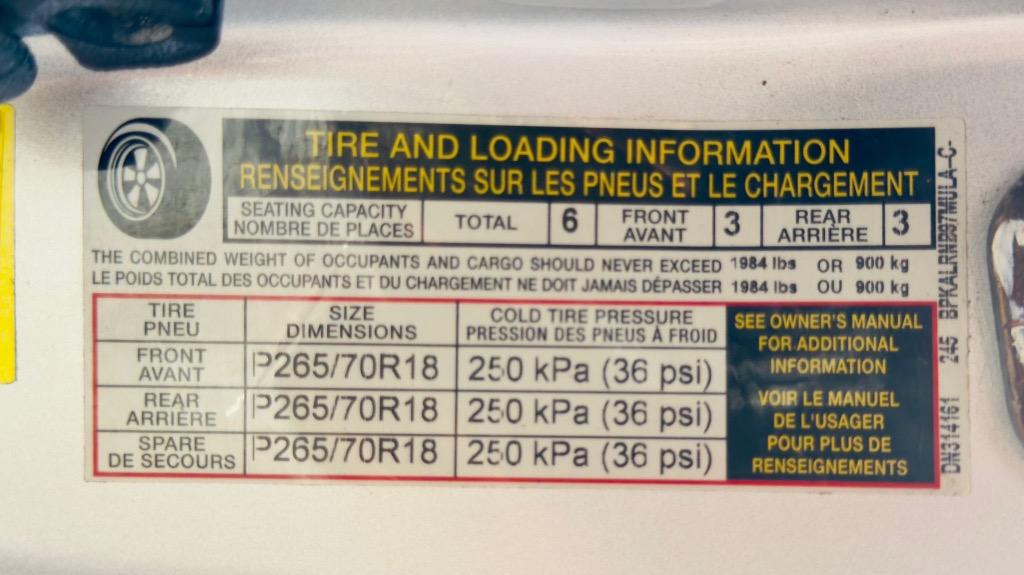 TIRE AND LOADING INFORMATION
RENSEIGNEMENTS SUR LES PNEUS ET LE CHARGEMENT
SEATING CAPACITY
NOMBRE DE PLACES
TOTAL 6
FRONT
AVANT
3
REAR
ARRIÈRE
3
THE COMBINED WEIGHT OF OCCUPANTS AND CARGO SHOULD NEVER EXCEED 1984 lbs OR 900 kg
LE POIDS TOTAL DES OCCUPANTS ET DU CHARGEMENT NE DOIT JAMAIS DÉPASSER 1984 lbs OU 900 kg
TIRE
PNEU
SIZE
DIMENSIONS
COLD TIRE PRESSURE
PRESSION DES PNEUS À FROID
FRONT
AVANT
P265/70R18 250 kPa (36 psi)
REAR
ARRIÈRE
P265/70R18 250 kPa (36 psi)
SPARE
DE SECOURS
P265/70R18 250 kPa (36 psi)
SEE OWNER'S MANUAL
FOR ADDITIONAL
INFORMATION
VOIR LE MANUEL
DE L'USAGER
POUR PLUS DE
RENSEIGNEMENTS
DN314161 245